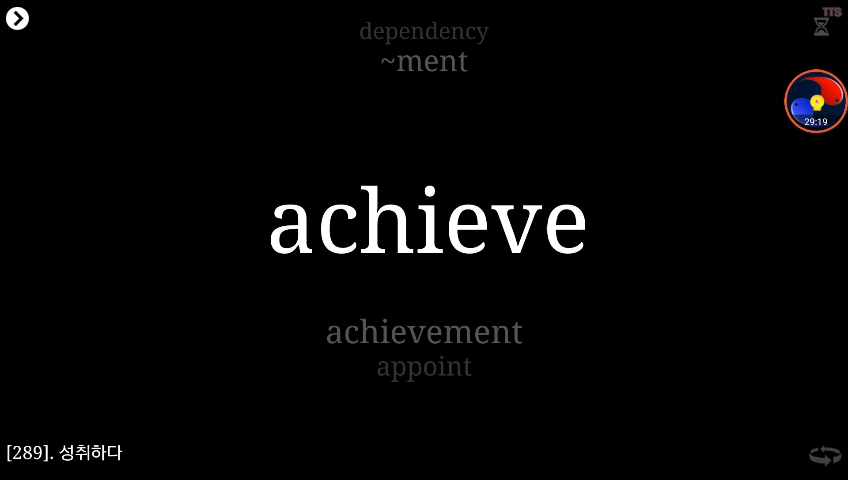 TTS
dependency
~ment
29:19
achieve
achievement
appoint
[289]. 성취하다